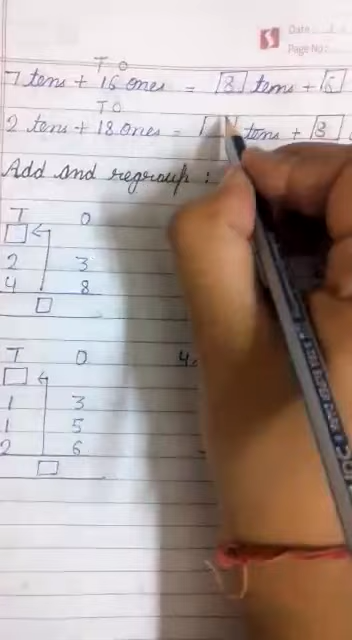 Date
Page No.
T O
7 tens + 16 ones = 8 tens + 6
T O
2 tens + 18 ones = tens + 8
Add and regroup :
T O
2 3
4 8
T O 4.
1 3
1 5
2 6